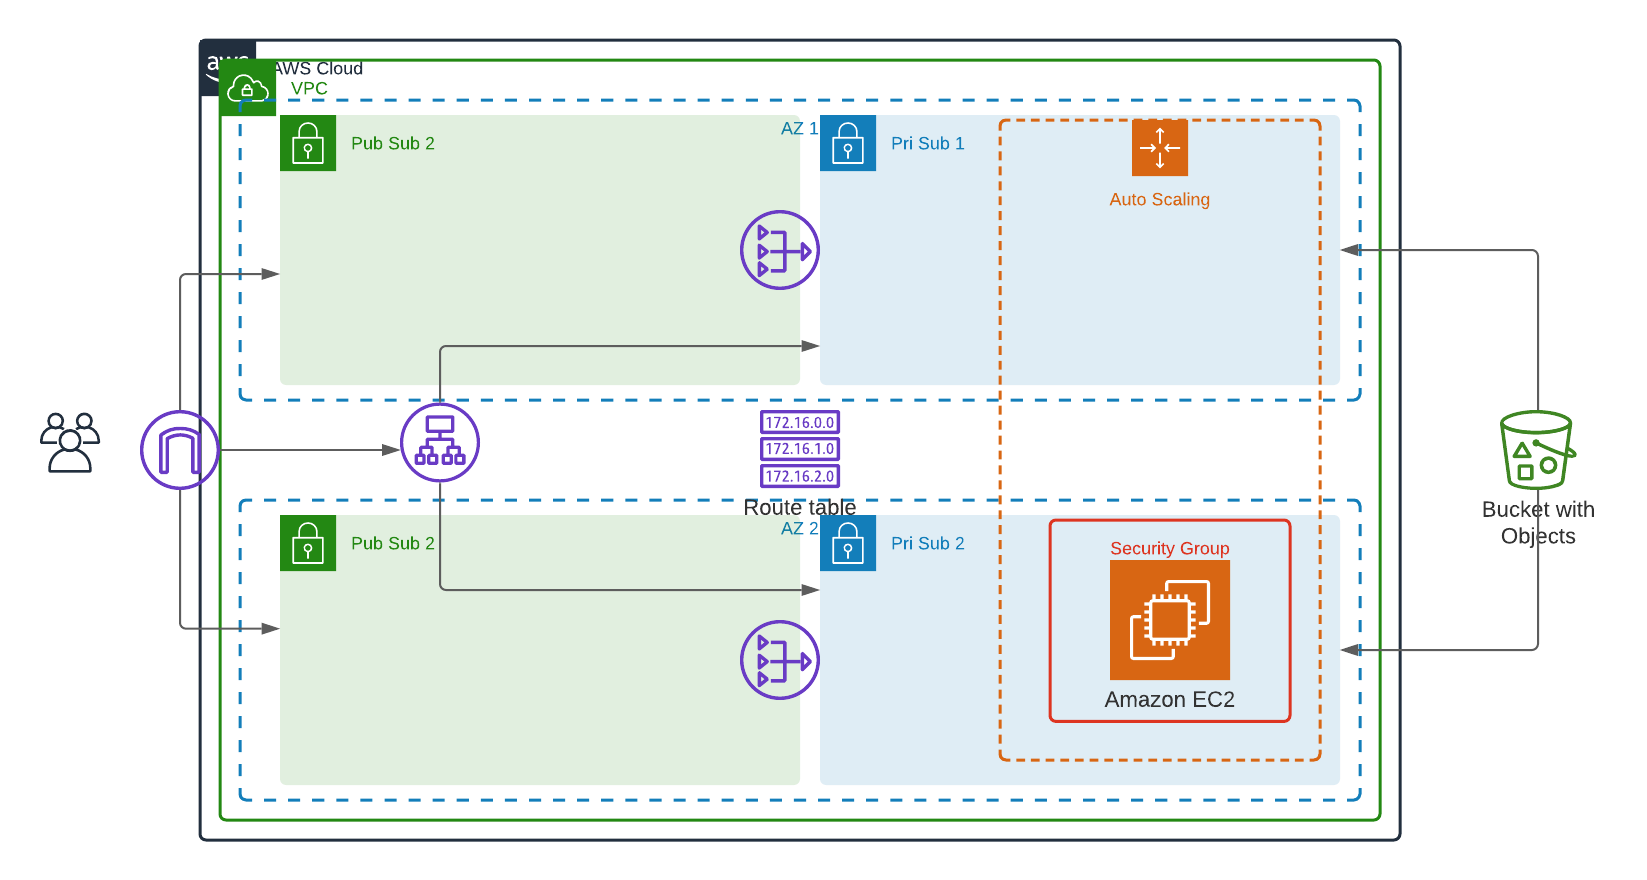 aws
AWS Cloud
VPC
AZ 1
Pub Sub 2
Pri Sub 1
Auto Scaling
172.16.0.0
172.16.1.0
172.16.2.0
Route table
AZ 2
Pub Sub 2
Pri Sub 2
Security Group
Amazon EC2
Bucket with
Objects